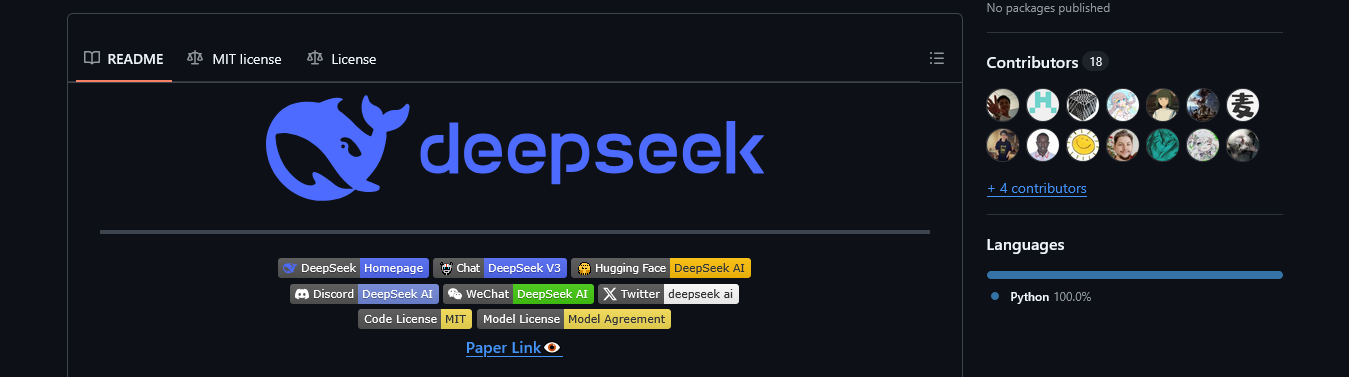 No packages published
README MIT license License
Contributors 18
麦
deepseek
+ 4 contributors
Languages
Python 100.0%
DeepSeek Homepage Chat DeepSeek V3 Hugging Face DeepSeek AI
Discord DeepSeek AI WeChat DeepSeek AI Twitter deepseek ai
Code License MIT Model License Model Agreement
Paper Link